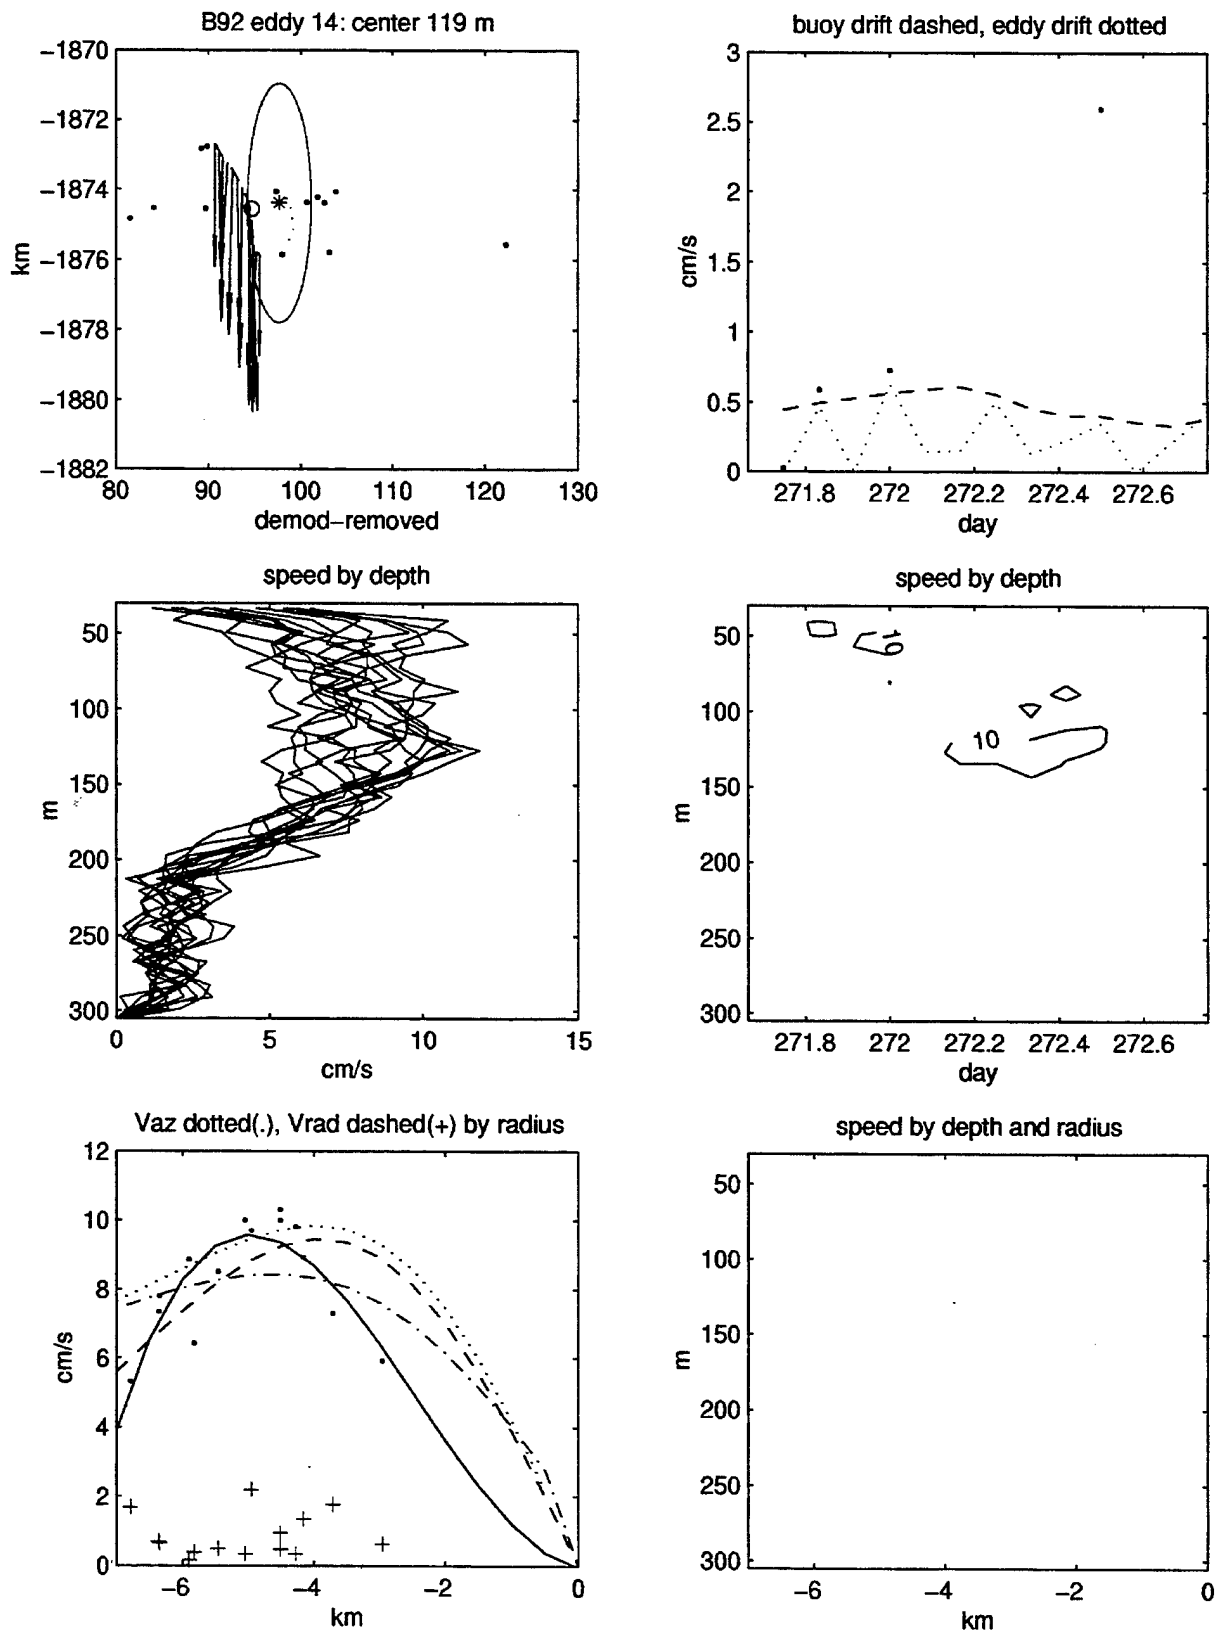 B92 eddy 14: center 119 m
−1870
−1872
−1874
−1876
−1878
−1880
−1882
km
80 90 100 110 120 130
demod−removed
buoy drift dashed, eddy drift dotted
3
2.5
2
1.5
1
0.5
0
cm/s
271.8 272 272.2 272.4 272.6
day
speed by depth
50
100
150
200
250
300
m
0 5 10 15
cm/s
speed by depth
50
100
150
200
250
300
m
10
10
271.8 272 272.2 272.4 272.6
day
Vaz dotted(.), Vrad dashed(+) by radius
12
10
8
6
4
2
0
cm/s
−6 −4 −2 0
km
speed by depth and radius
50
100
150
200
250
300
m
−6 −4 −2 0
km